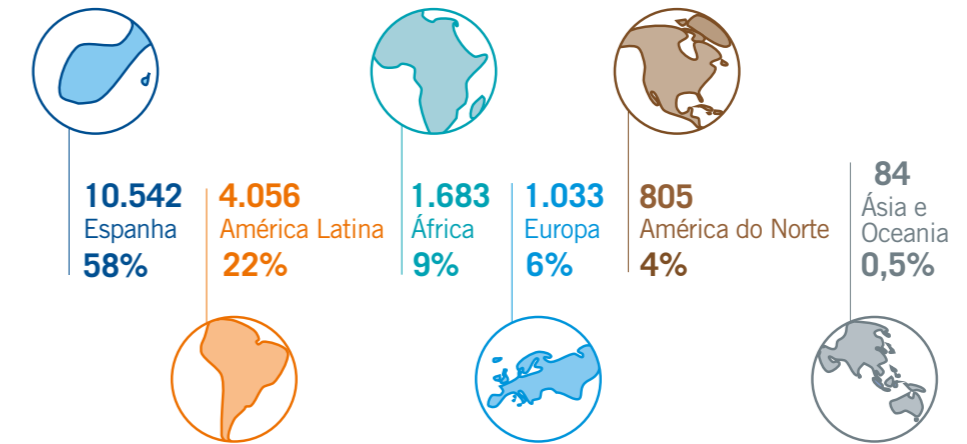 10.542
Espanha
58%
4.056
América Latina
22%
1.683
África
9%
1.033
Europa
6%
805
América do Norte
4%
84
Ásia e
Oceania
0,5%